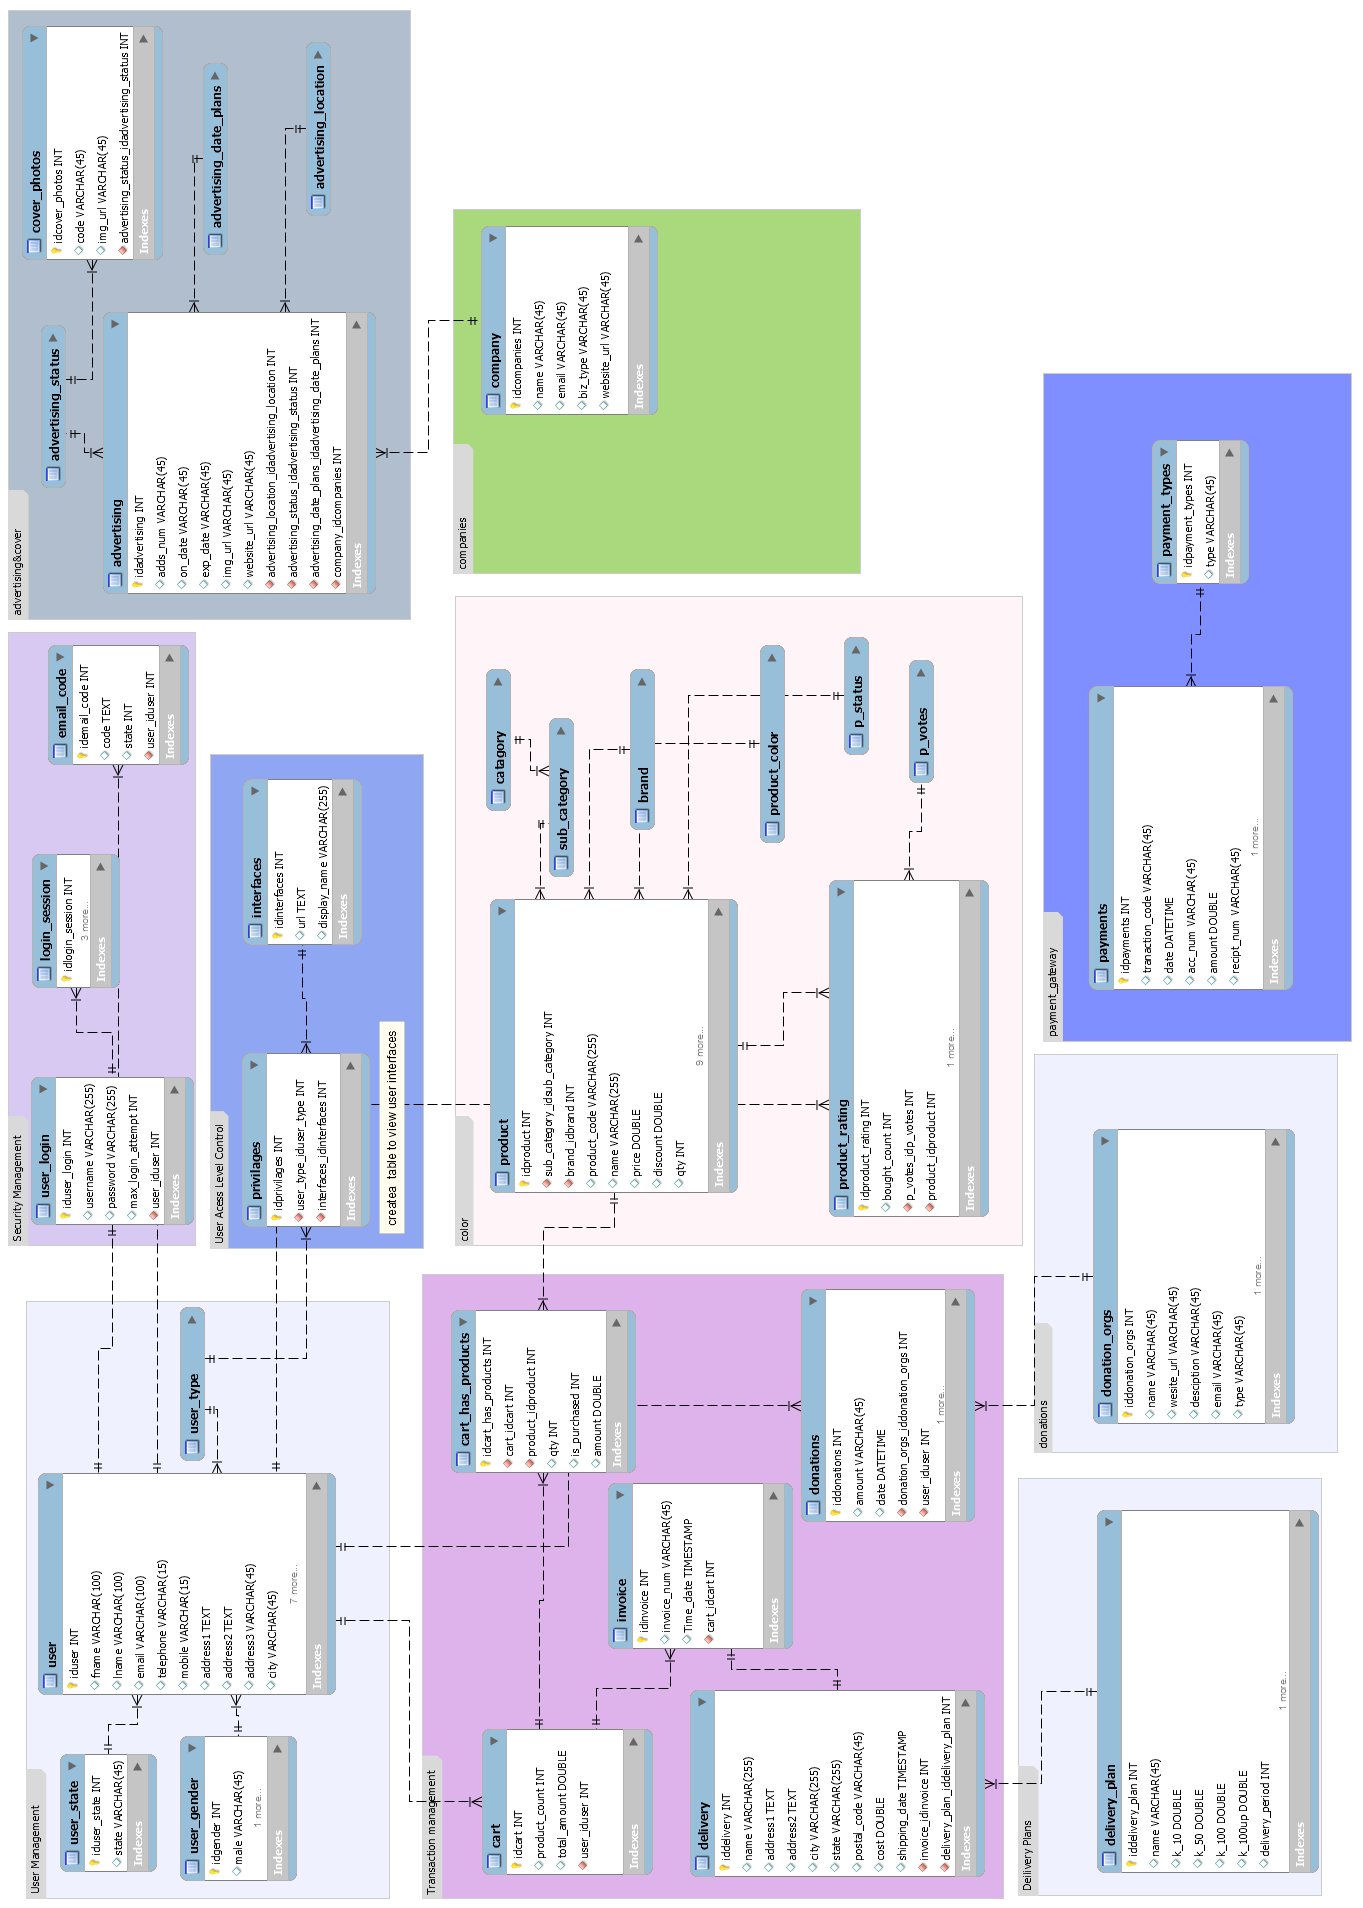 User Management
user_state
iduser_state INT
state VARCHAR(45)
Indexes
user_gender
idgender INT
male VARCHAR(45)
1 more...
Indexes
user
iduser INT
fname VARCHAR(100)
lname VARCHAR(100)
email VARCHAR(100)
telephone VARCHAR(15)
mobile VARCHAR(15)
address1 TEXT
address2 TEXT
address3 VARCHAR(45)
city VARCHAR(45)
7 more...
Indexes
user_type
Security Management
user_login
iduser_login INT
username VARCHAR(255)
password VARCHAR(255)
max_login_attempt INT
user_iduser INT
Indexes
login_session
idlogin_session INT
3 more...
Indexes
email_code
idemail_code INT
code TEXT
state INT
user_iduser INT
Indexes
User Acess Level Control
privilages
idprivilages INT
user_type_iduser_type INT
interfaces_idinterfaces INT
Indexes
interfaces
idinterfaces INT
url TEXT
display_name VARCHAR(255)
Indexes
createa table to view user interfaces
advertising&cover
advertising_status
cover_photos
idcover_photos INT
code VARCHAR(45)
img_url VARCHAR(45)
advertising_status_idadvertising_status INT
Indexes
advertising
idadvertising INT
adds_num VARCHAR(45)
on_date VARCHAR(45)
exp_date VARCHAR(45)
img_url VARCHAR(45)
website_url VARCHAR(45)
advertising_location_idadvertising_location INT
advertising_status_idadvertising_status INT
advertising_date_plans_idadvertising_date_plans INT
company_idcompanies INT
Indexes
advertising_date_plans
advertising_location
companies
company
idcompanies INT
name VARCHAR(45)
email VARCHAR(45)
biz_type VARCHAR(45)
website_url VARCHAR(45)
Indexes
color
product
idproduct INT
sub_category_idsub_category INT
brand_idbrand INT
product_code VARCHAR(255)
name VARCHAR(255)
price DOUBLE
discount DOUBLE
qty INT
9 more...
Indexes
catagory
sub_category
brand
product_color
p_status
p_votes
product_rating
idproduct_rating INT
bought_count INT
p_votes_idp_votes INT
product_idproduct INT
1 more...
Indexes
Transaction management
cart
idcart INT
product_count INT
total_amount DOUBLE
user_iduser INT
Indexes
cart_has_products
idcart_has_products INT
cart_idcart INT
product_idproduct INT
qty INT
is_purchased INT
amount DOUBLE
Indexes
invoice
idinvoice INT
invoice_num VARCHAR(45)
Time_date TIMESTAMP
cart_idcart INT
Indexes
delivery
iddelivery INT
name VARCHAR(255)
address1 TEXT
address2 TEXT
city VARCHAR(255)
state VARCHAR(255)
postal_code VARCHAR(45)
cost DOUBLE
shipping_date TIMESTAMP
invoice_idinvoice INT
delivery_plan_iddelivery_plan INT
Indexes
donations
iddonations INT
amount VARCHAR(45)
date DATETIME
donation_orgs_iddonation_orgs INT
user_iduser INT
1 more...
Indexes
payment_gateway
payments
idpayments INT
tranaction_code VARCHAR(45)
date DATETIME
acc_num VARCHAR(45)
amount DOUBLE
recipt_num VARCHAR(45)
1 more...
Indexes
payment_types
idpayment_types INT
type VARCHAR(45)
Indexes
donations
donation_orgs
iddonation_orgs INT
name VARCHAR(45)
wesite_url VARCHAR(45)
desciption VARCHAR(45)
email VARCHAR(45)
type VARCHAR(45)
1 more...
Indexes
Deilivery Plans
delivery_plan
iddelivery_plan INT
name VARCHAR(45)
k_10 DOUBLE
k_50 DOUBLE
k_100 DOUBLE
k_100up DOUBLE
delivery_period INT
1 more...
Indexes